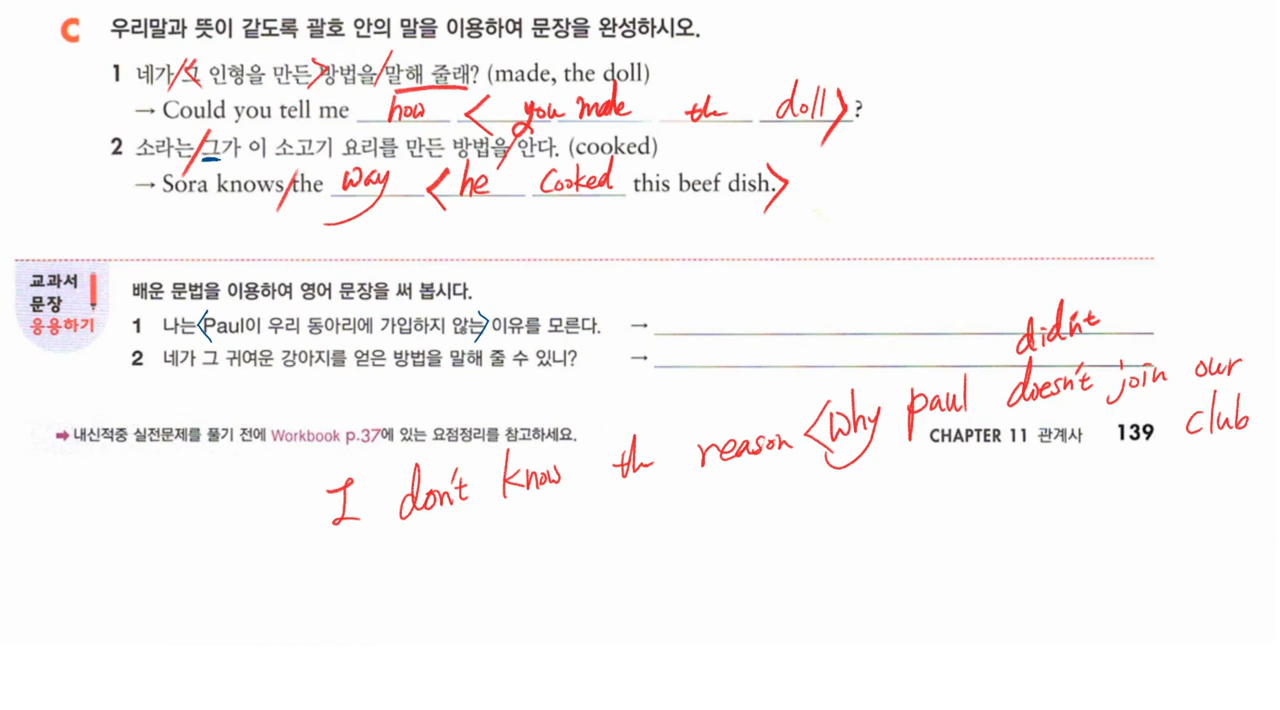 C 우리말과 뜻이 같도록 괄호 안의 말을 이용하여 문장을 완성하시오.
1 네가 그 인형을 만든 방법을 말해 줄래? (made, the doll)
→ Could you tell me how you made the doll?
2 소라는 그가 이 소고기 요리를 만든 방법을 안다. (cooked)
→ Sora knows the way he cooked this beef dish.
교과서
문장
응용하기
배운 문법을 이용하여 영어 문장을 써 봅시다.
1 나는 Paul이 우리 동아리에 가입하지 않는 이유를 모른다. →
2 네가 그 귀여운 강아지를 얻은 방법을 말해 줄 수 있니? →
didn't
I don't know the reason why paul doesn't join our club
➡ 내신적중 실전문제를 풀기 전에 Workbook p.37에 있는 요점정리를 참고하세요.
CHAPTER 11 관계사 139